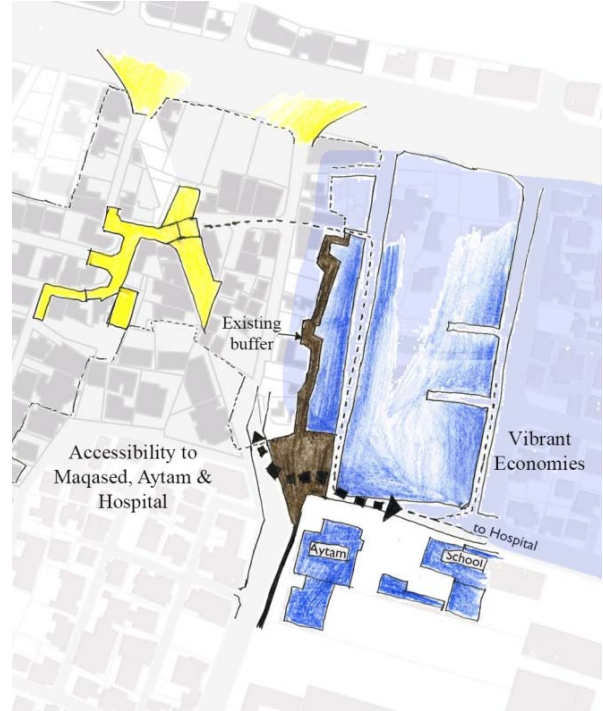 Existing
buffer
Accessibility to
Maqased, Aytam &
Hospital
Vibrant
Economies
to Hospital
Aytam
School